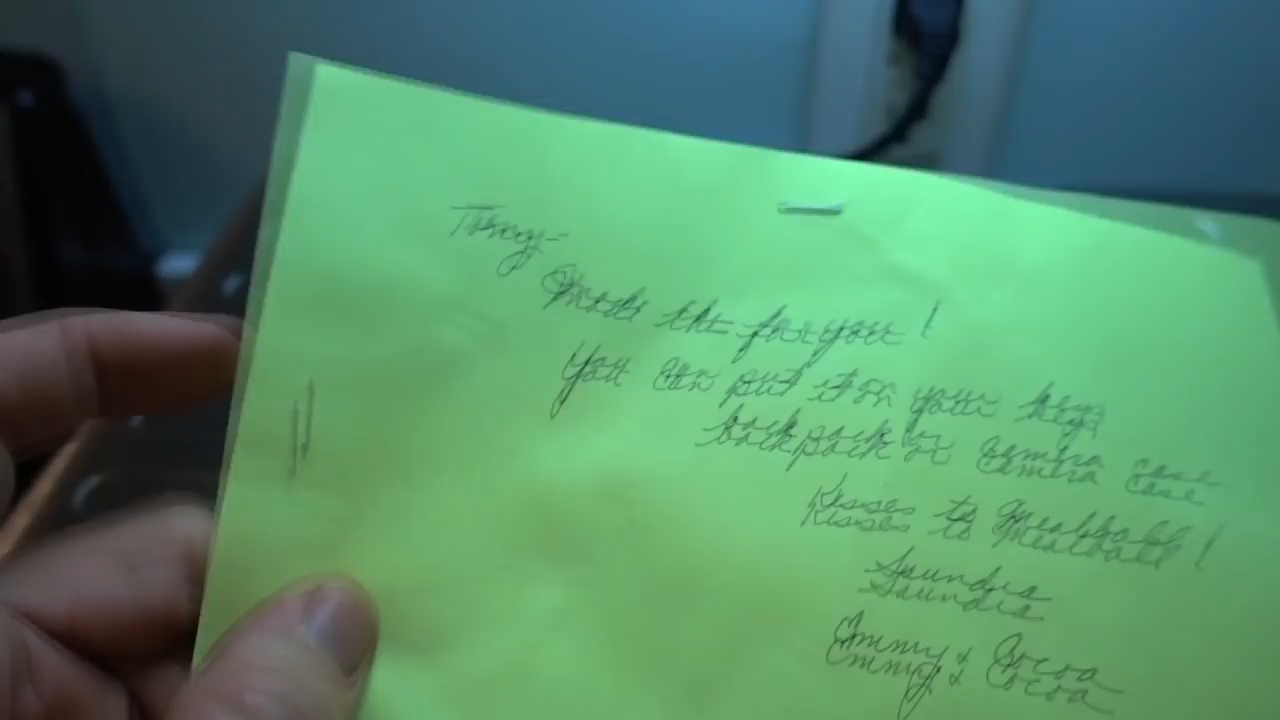 made this for you!
You can put it on your keys
backpack or camera case
Kisses to Meatball!
Saundra
Emmy & Cocoa